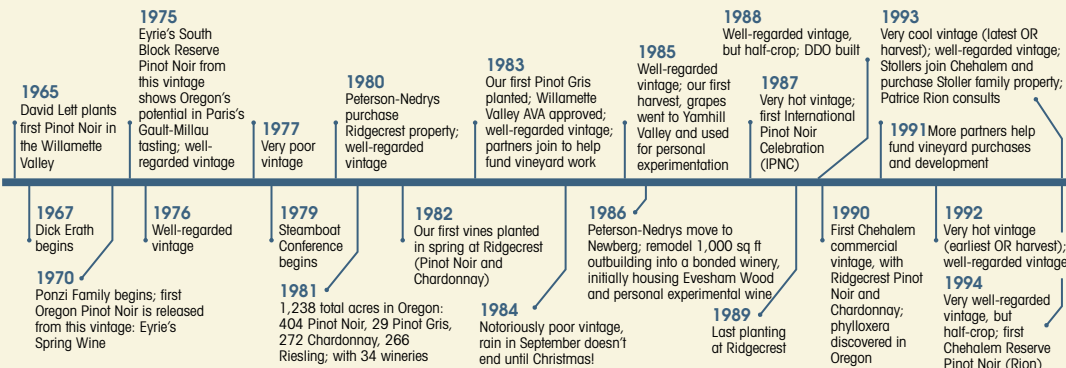 1965
David Lett plants
first Pinot Noir in
the Willamette
Valley
1975
Eyrie's South
Block Reserve
Pinot Noir from
this vintage
shows Oregon's
potential in Paris's
Gault-Millau
tasting; well-
regarded vintage
1977
Very poor
vintage
1980
Peterson-Nedrys
purchase
Ridgecrest property;
well-regarded
vintage
1983
Our first Pinot Gris
planted; Willamette
Valley AVA approved;
well-regarded vintage;
partners join to help
fund vineyard work
1985
Well-regarded
vintage; our first
harvest, grapes
went to Yamhill
Valley and used
for personal
experimentation
1988
Well-regarded vintage,
but half-crop; DDO built
1987
Very hot vintage;
first International
Pinot Noir
Celebration
(IPNC)
1993
Very cool vintage (latest OR
harvest); well-regarded vintage;
Stollers join Chehalem and
purchase Stoller family property;
Patrice Rion consults
1991 More partners help
fund vineyard purchases
and development
1967
Dick Erath
begins
1970
Ponzi Family begins; first
Oregon Pinot Noir is released
from this vintage: Eyrie's
Spring Wine
1976
Well-regarded
vintage
1979
Steamboat
Conference
begins
1981
1,238 total acres in Oregon:
404 Pinot Noir, 29 Pinot Gris,
272 Chardonnay, 266
Riesling; with 34 wineries
1982
Our first vines planted
in spring at Ridgecrest
(Pinot Noir and
Chardonnay)
1984
Notoriously poor vintage,
rain in September doesn't
end until Christmas!
1986
Peterson-Nedrys move to
Newberg; remodel 1,000 sq ft
outbuilding into a bonded winery,
initially housing Evesham Wood
and personal experimental wine
1989
Last planting
at Ridgecrest
1990
First Chehalem
commercial
vintage, with
Ridgecrest Pinot
Noir and
Chardonnay;
phylloxera
discovered in
Oregon
1992
Very hot vintage
(earliest OR harvest);
well-regarded vintage
1994
Very well-regarded
vintage, but
half-crop; first
Chehalem Reserve
Pinot Noir (Rion)